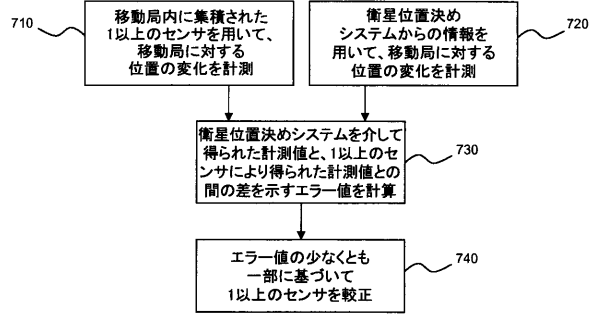 710
移動局内に集積された
1以上のセンサを用いて、
移動局に対する
位置の変化を計測
衛星位置決め
システムからの情報を
用いて、移動局に対する
位置の変化を計測
720
衛星位置決めシステムを介して
得られた計測値と、1以上のセ
ンサにより得られた計測値との
間の差を示すエラー値を計算
730
エラー値の少なくとも
一部に基づいて
1以上のセンサを較正
740